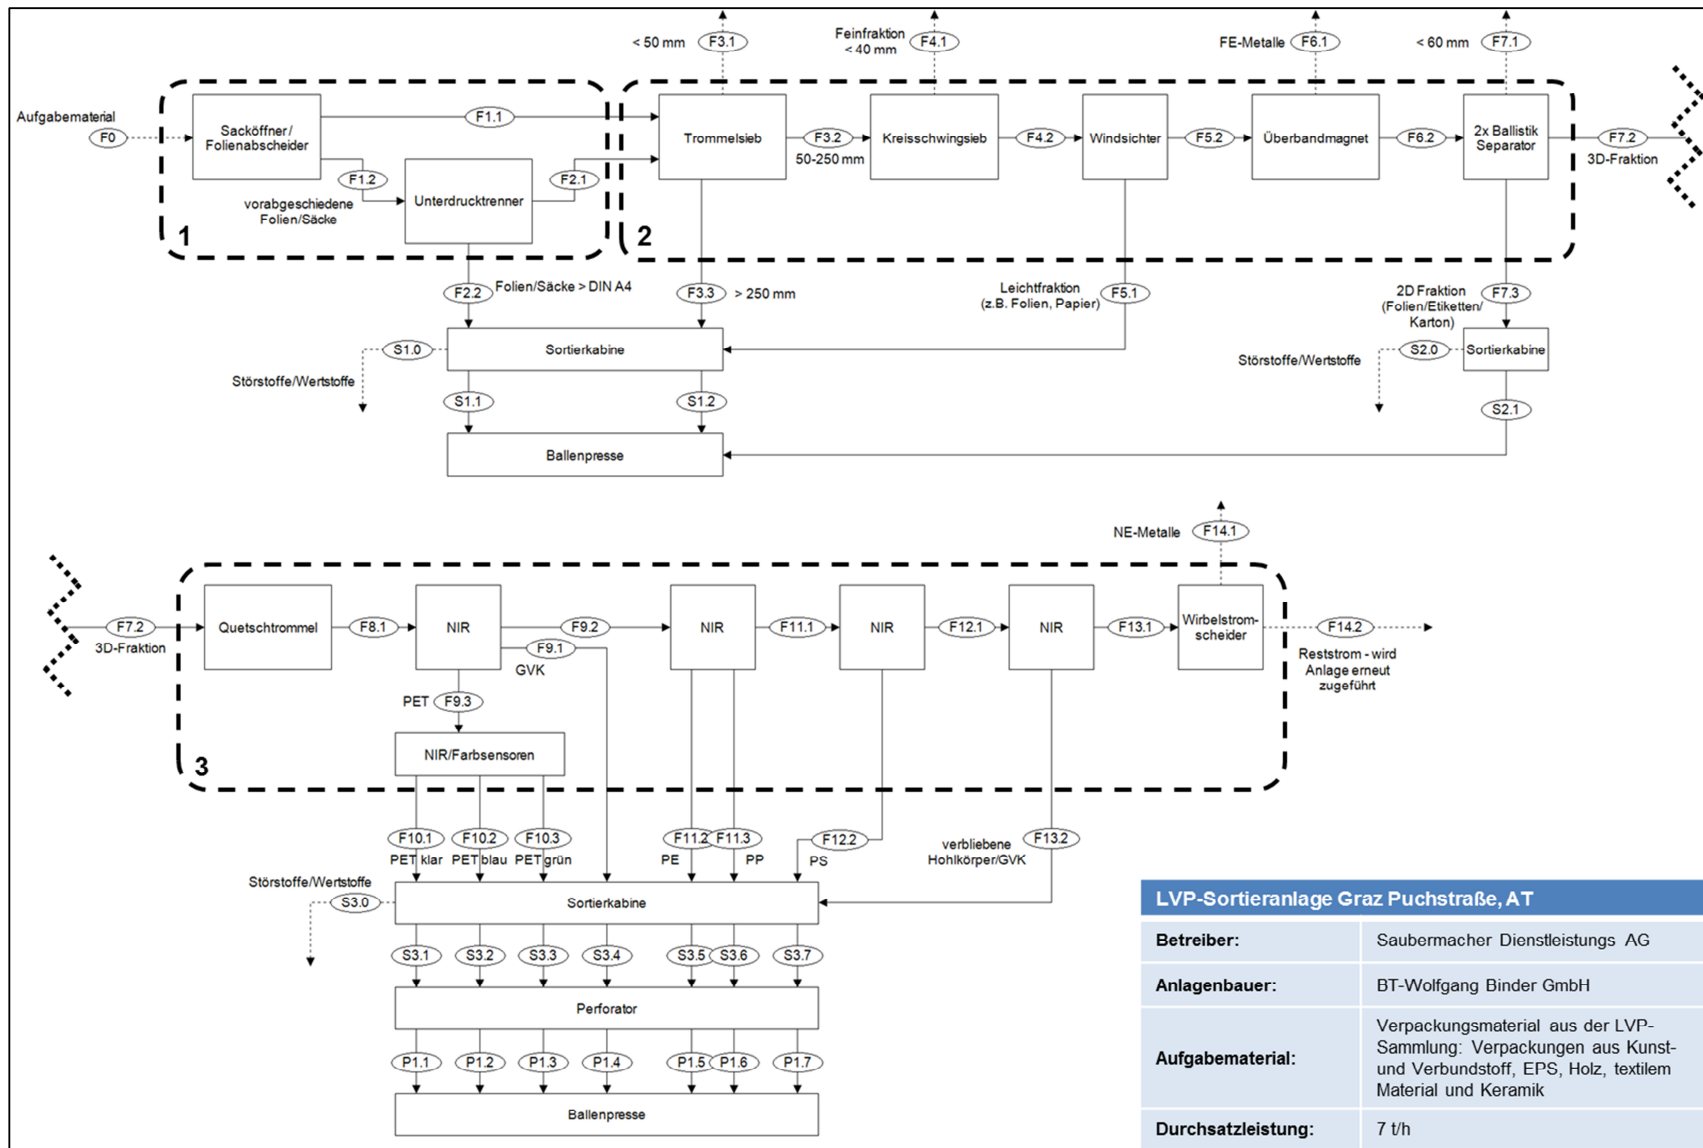 < 50 mm
F3.1
Feinfraktion
< 40 mm
F4.1
FE-Metalle
F6.1
< 60 mm
F7.1
Aufgabematerial
F0
Sacköffner/
Folienabscheider
F1.1
F1.2
vorabgeschiedene
Folien/Säcke
Unterdrucktrenner
F2.1
1
Trommelsieb
F3.2
50-250 mm
Kreisschwingsieb
F4.2
Windsichter
F5.2
Überbandmagnet
F6.2
2x Ballistik
Separator
F7.2
3D-Fraktion
2
F2.2
Folien/Säcke > DIN A4
F3.3
> 250 mm
Leichtfraktion
(z.B. Folien, Papier)
F5.1
2D Fraktion
(Folien/Etiketten/
Karton)
F7.3
S1.0
Sortierkabine
Störstoffe/Wertstoffe
S2.0
Sortierkabine
Störstoffe/Wertstoffe
S1.1
S1.2
S2.1
Ballenpresse
NE-Metalle
F14.1
F7.2
3D-Fraktion
Quetschtrommel
F8.1
NIR
F9.2
F9.1
GVK
NIR
F11.1
NIR
F12.1
NIR
F13.1
Wirbelstrom-
scheider
F14.2
Reststrom - wird
Anlage erneut
zugeführt
PET
F9.3
NIR/Farbsensoren
3
F10.1
PET klar
F10.2
PET blau
F10.3
PET grün
F11.2
PE
F11.3
PP
F12.2
PS
verbliebene
Hohlkörper/GVK
F13.2
Störstoffe/Wertstoffe
S3.0
Sortierkabine
S3.1
S3.2
S3.3
S3.4
S3.5
S3.6
S3.7
Perforator
P1.1
P1.2
P1.3
P1.4
P1.5
P1.6
P1.7
Ballenpresse
LVP-Sortieranlage Graz Puchstraße, AT
Betreiber:
Saubermacher Dienstleistungs AG
Anlagenbauer:
BT-Wolfgang Binder GmbH
Aufgabematerial:
Verpackungsmaterial aus der LVP-
Sammlung: Verpackungen aus Kunst-
und Verbundstoff, EPS, Holz, textilem
Material und Keramik
Durchsatzleistung:
7 t/h